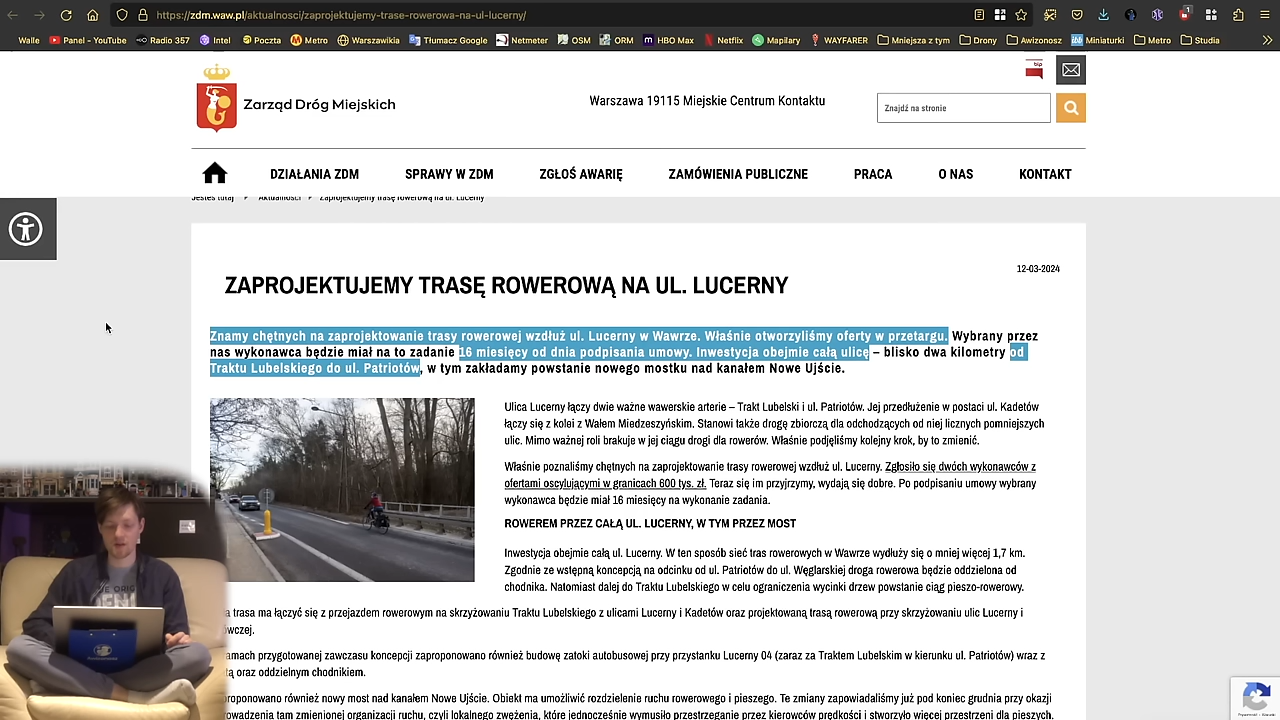 https://zdm.waw.pl/aktualnosci/zaprojektujemy-trase-rowerowa-na-ul-lucerny/
1
Walle
Panel - YouTube
Radio 357
Intel
Poczta
Metro
Warszawikia
Tłumacz Google
Netmeter
OSM
ORM
HBO Max
Netflix
Mapilary
WAYFARER
Mniejsza z tym
Drony
Awizonosz
Miniaturki
Metro
Studia
Zarząd Dróg Miejskich
Warszawa 19115 Miejskie Centrum Kontaktu
bip
Znajdź na stronie
DZIAŁANIA ZDM
SPRAWY W ZDM
ZGŁOŚ AWARIĘ
ZAMÓWIENIA PUBLICZNE
PRACA
O NAS
KONTAKT
Jesteś tutaj
Aktualności
Zaprojektujemy trasę rowerową na ul. Lucerny
12-03-2024
ZAPROJEKTUJEMY TRASĘ ROWEROWĄ NA UL. LUCERNY
Znamy chętnych na zaprojektowanie trasy rowerowej wzdłuż ul. Lucerny w Wawrze. Właśnie otworzyliśmy oferty w przetargu. Wybrany przez
nas wykonawca będzie miał na to zadanie 16 miesięcy od dnia podpisania umowy. Inwestycja obejmie całą ulicę – blisko dwa kilometry od
Traktu Lubelskiego do ul. Patriotów, w tym zakładamy powstanie nowego mostku nad kanałem Nowe Ujście.
Ulica Lucerny łączy dwie ważne wawerskie arterie – Trakt Lubelski i ul. Patriotów. Jej przedłużenie w postaci ul. Kadetów
łączy się z kolei z Wałem Miedzeszyńskim. Stanowi także drogę zbiorczą dla odchodzących od niej licznych pomniejszych
ulic. Mimo ważnej roli brakuje w jej ciągu drogi dla rowerów. Właśnie podjęliśmy kolejny krok, by to zmienić.
Właśnie poznaliśmy chętnych na zaprojektowanie trasy rowerowej wzdłuż ul. Lucerny. Zgłosiło się dwóch wykonawców z
ofertami oscylującymi w granicach 600 tys. zł. Teraz się im przyjrzymy, wydają się dobre. Po podpisaniu umowy wybrany
wykonawca będzie miał 16 miesięcy na wykonanie zadania.
ROWEREM PRZEZ CAŁĄ UL. LUCERNY, W TYM PRZEZ MOST
Inwestycja obejmie całą ul. Lucerny. W ten sposób sieć tras rowerowych w Wawrze wydłuży się o mniej więcej 1,7 km.
Zgodnie ze wstępną koncepcją na odcinku od ul. Patriotów do ul. Węglarskiej droga rowerowa będzie oddzielona od
chodnika. Natomiast dalej do Traktu Lubelskiego w celu ograniczenia wycinki drzew powstanie ciąg pieszo-rowerowy.
a trasa ma łączyć się z przejazdem rowerowym na skrzyżowaniu Traktu Lubelskiego z ulicami Lucerny i Kadetów oraz projektowaną trasą rowerową przy skrzyżowaniu ulic Lucerny i
wczej.
amach przygotowanej zawczasu koncepcji zaproponowano również budowę zatoki autobusowej przy przystanku Lucerny 04 (zaraz za Traktem Lubelskim w kierunku ul. Patriotów) wraz z
tą oraz oddzielnym chodnikiem.
roponowano również nowy most nad kanałem Nowe Ujście. Obiekt ma umożliwić rozdzielenie ruchu rowerowego i pieszego. Te zmiany zapowiadaliśmy już pod koniec grudnia przy okazji
owadzenia tam zmienionej organizacji ruchu, czyli lokalnego zwężenia, które jednocześnie wymusiło przestrzeganie przez kierowców prędkości i stworzyło więcej przestrzeni dla pieszych.